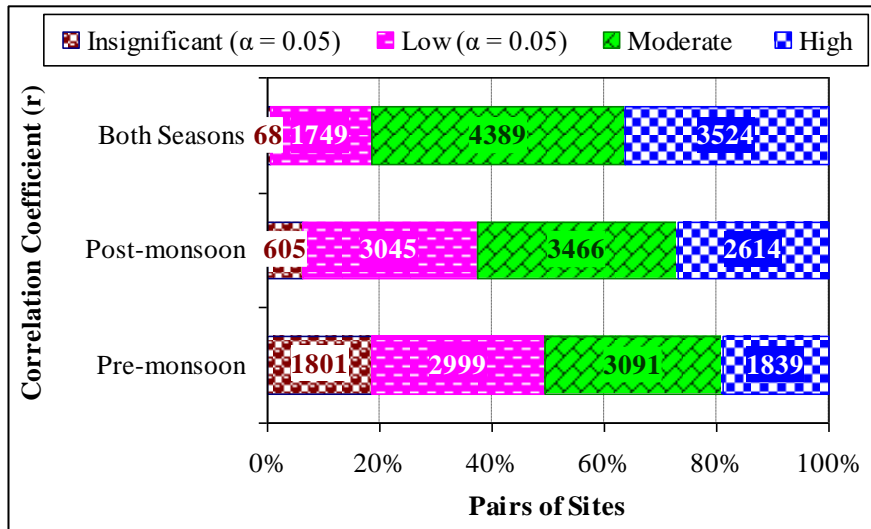 Insignificant (α = 0.05) Low (α = 0.05) Moderate High
Correlation Coefficient (r)
Both Seasons 68 1749 4389 3524
Post-monsoon 605 3045 3466 2614
Pre-monsoon 1801 2999 3091 1839
0% 20% 40% 60% 80% 100%
Pairs of Sites